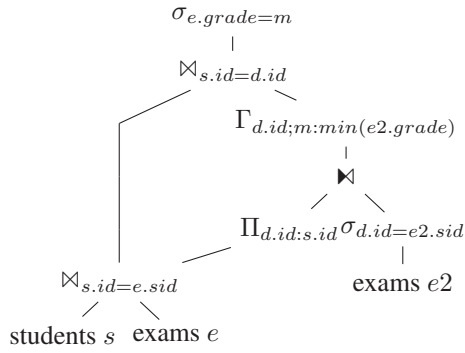 σe.grade=m
⋈s.id=d.id
Γd.id;m:min(e2.grade)
⧑
Πd.id:s.id σd.id=e2.sid
⋈s.id=e.sid
exams e2
students s exams e